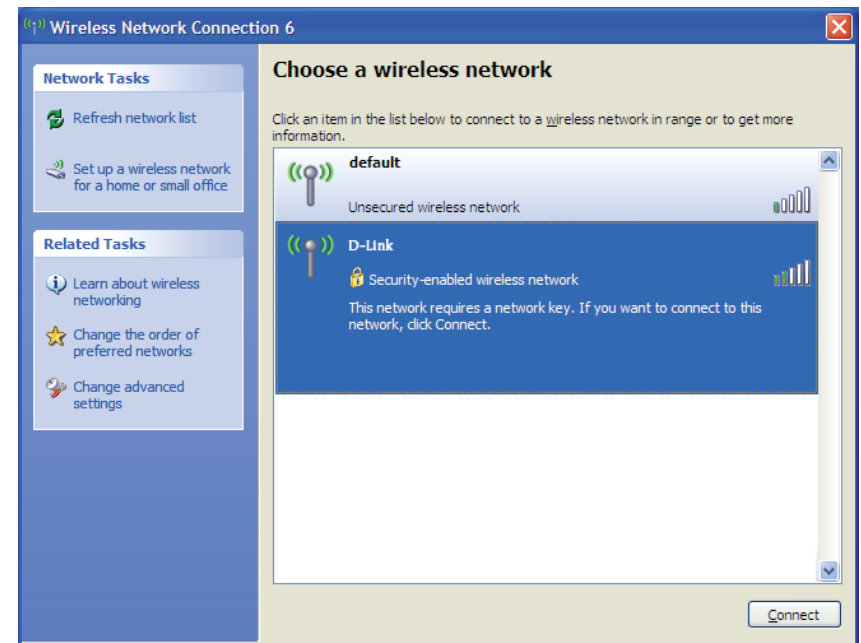 Wireless Network Connection 6
Network Tasks
Refresh network list
Set up a wireless network
for a home or small office
Related Tasks
Learn about wireless
networking
Change the order of
preferred networks
Change advanced
settings
Choose a wireless network
Click an item in the list below to connect to a wireless network in range or to get more
information.
default
Unsecured wireless network
D-Link
Security-enabled wireless network
This network requires a network key. If you want to connect to this
network, click Connect.
Connect